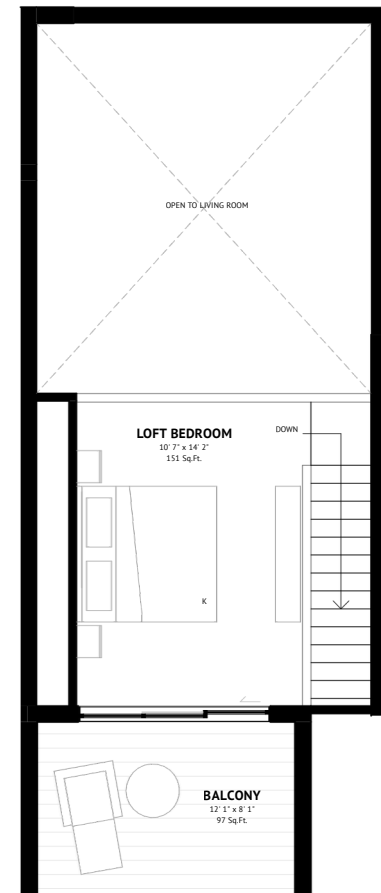 OPEN TO LIVING ROOM
LOFT BEDROOM
10' 7" x 14' 2"
151 Sq.Ft.
DOWN
K
BALCONY
12' 1" x 8' 1"
97 Sq.Ft.